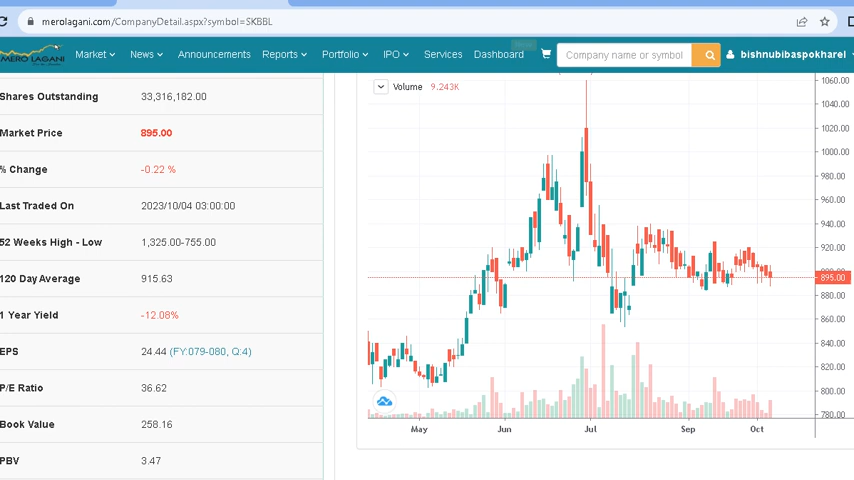 merolagani.com/CompanyDetail.aspx?symbol=SKBBL
MERO LAGANI
Market News Announcements Reports Portfolio IPO Services Dashboard Company name or symbol bishnubibaspokharel
Shares Outstanding 33,316,182.00
Market Price 895.00
% Change -0.22 %
Last Traded On 2023/10/04 03:00:00
52 Weeks High - Low 1,325.00-755.00
120 Day Average 915.63
1 Year Yield -12.08%
EPS 24.44 (FY:079-080, Q:4)
P/E Ratio 36.62
Book Value 258.16
PBV 3.47
Volume 9.243K
1060.00
1040.00
1020.00
1000.00
980.00
960.00
940.00
920.00
895.00
880.00
860.00
840.00
820.00
800.00
780.00
May Jun Jul Sep Oct